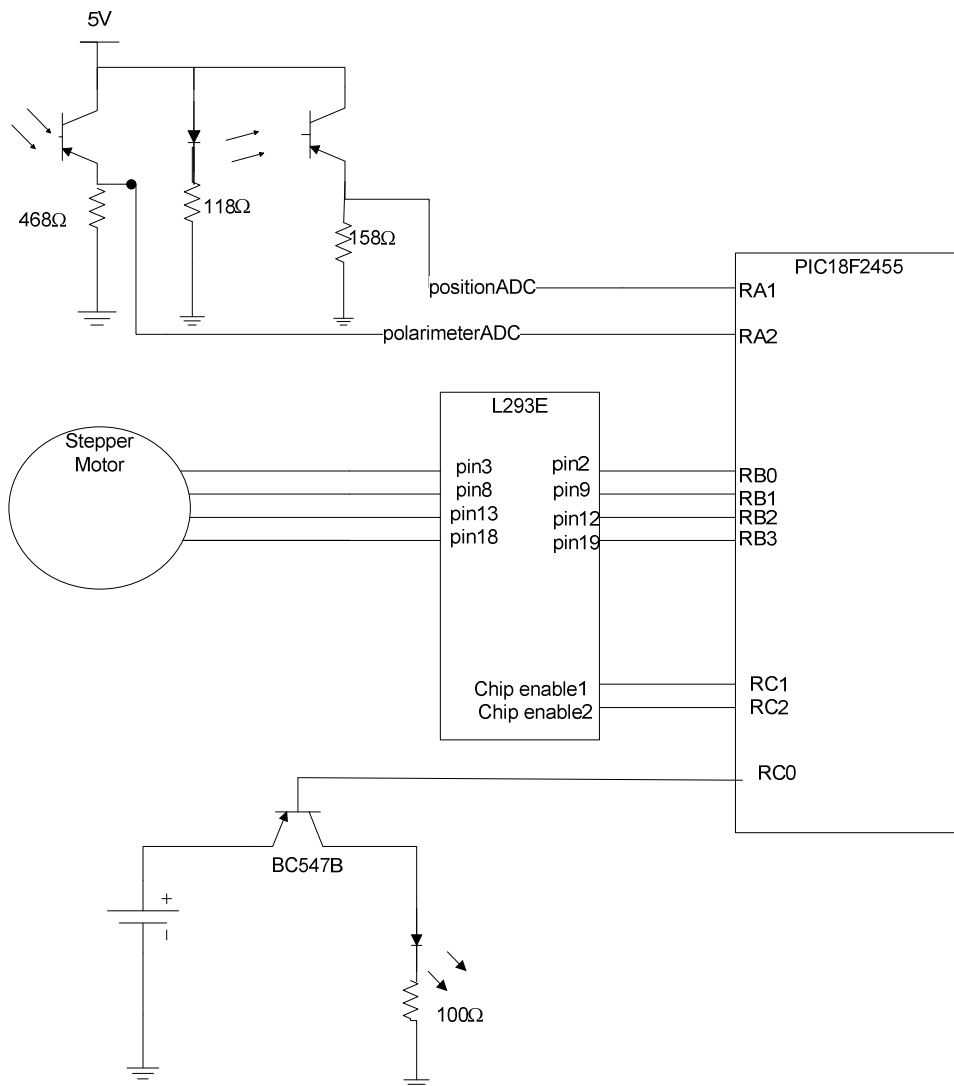 5V
468Ω
118Ω
158Ω
PIC18F2455
positionADC
RA1
polarimeterADC
RA2
L293E
Stepper
Motor
pin3
pin2
RB0
pin8
pin9
RB1
pin13
pin12
RB2
pin18
pin19
RB3
Chip enable1
RC1
Chip enable2
RC2
RC0
BC547B
+
−
100Ω